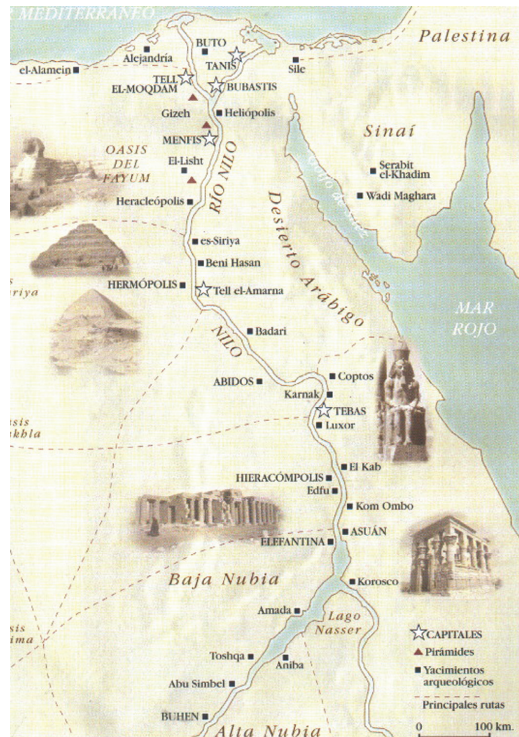 MEDITERRÁNEO
Palestina
BUTO
Alejandría
el-Alamein
TANIS
Sile
TELL
EL-MOQDAM
BUBASTIS
Gizeh
Heliópolis
MENFIS
Sinaí
OASIS
DEL
FAYUM
El-Lisht
RÍO NILO
Serabit
el-Khadim
Wadi Maghara
Heracleópolis
Desierto Arábigo
es-Siriya
Beni Hasan
HERMÓPOLIS
Tell el-Amarna
MAR
ROJO
NILO
Badari
ABIDOS
Coptos
Karnak
TEBAS
Luxor
El Kab
HIERACÓMPOLIS
Edfu
Kom Ombo
ASUÁN
ELEFANTINA
Baja Nubia
Korosco
Amada
Lago
Nasser
Toshqa
Aniba
Abu Simbel
BUHEN
Alta Nubia
CAPITALES
Pirámides
Yacimientos
arqueológicos
Principales rutas
0 100 km.